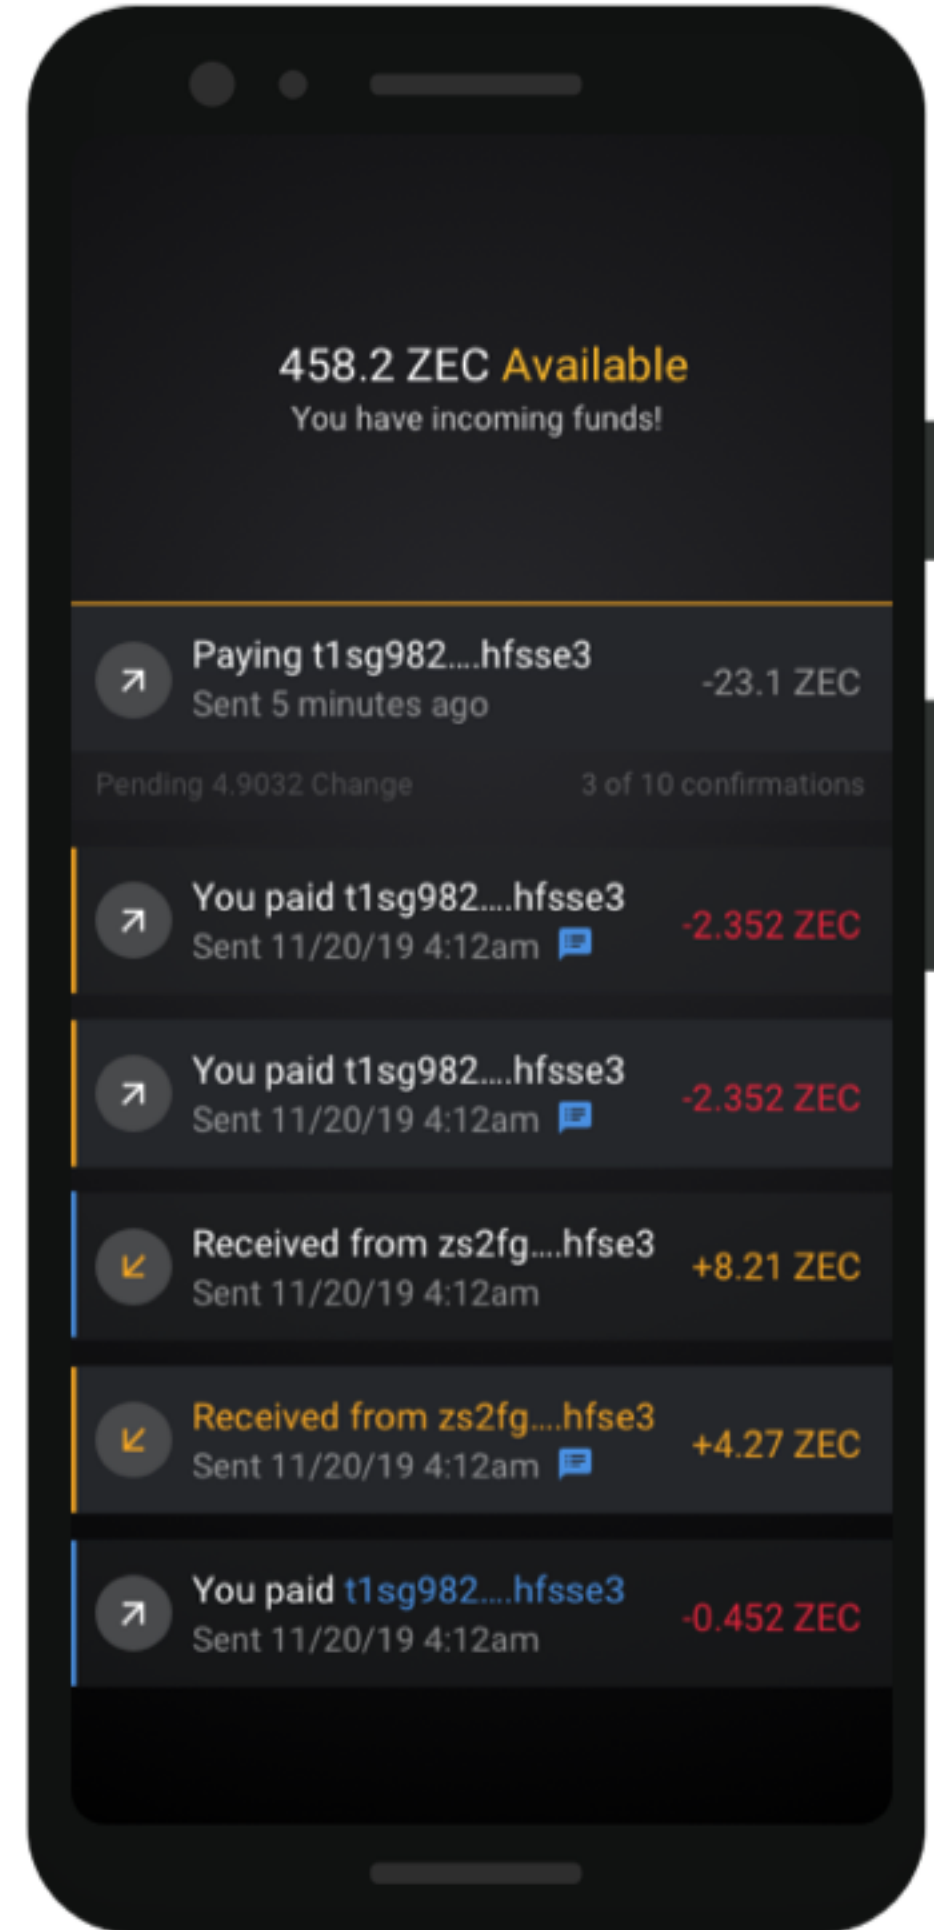 458.2 ZEC Available
You have incoming funds!
Paying t1sg982....hfsse3
Sent 5 minutes ago
-23.1 ZEC
Pending 4.9032 Change
3 of 10 confirmations
You paid t1sg982....hfsse3
Sent 11/20/19 4:12am
-2.352 ZEC
You paid t1sg982....hfsse3
Sent 11/20/19 4:12am
-2.352 ZEC
Received from zs2fg....hfse3
Sent 11/20/19 4:12am
+8.21 ZEC
Received from zs2fg....hfse3
Sent 11/20/19 4:12am
+4.27 ZEC
You paid t1sg982....hfsse3
Sent 11/20/19 4:12am
-0.452 ZEC